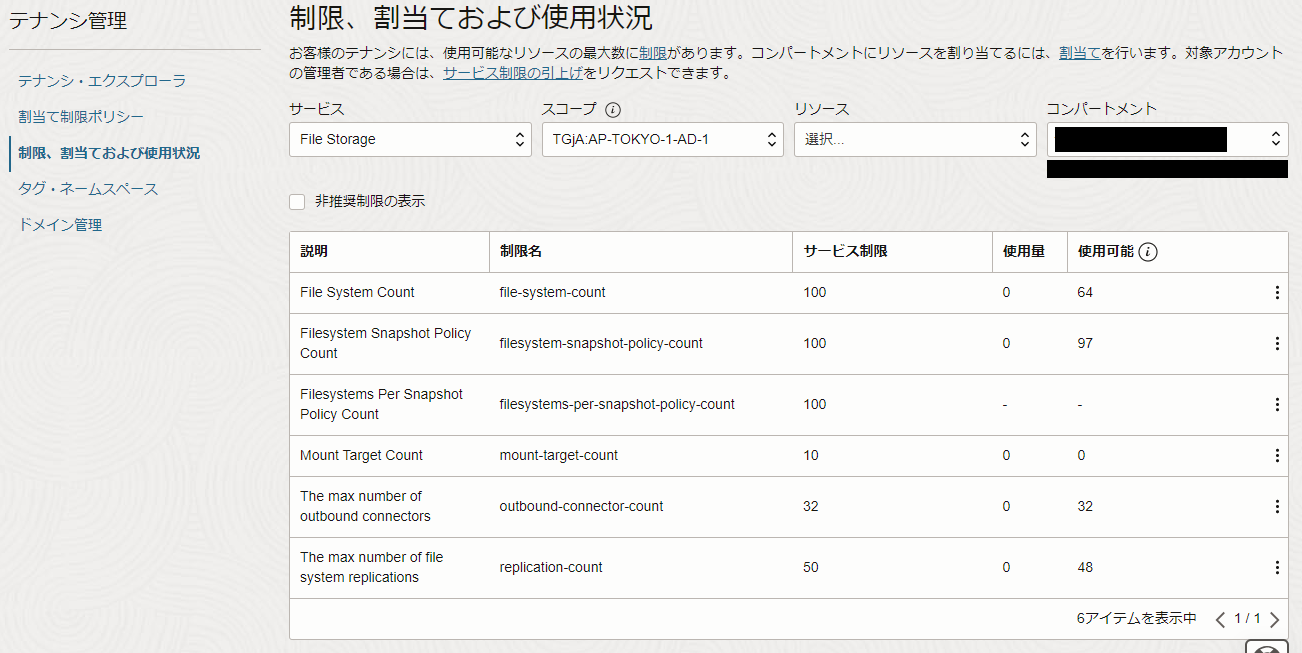 テナンシ管理
テナンシ・エクスプローラ
割当て制限ポリシー
制限、割当ておよび使用状況
タグ・ネームスペース
ドメイン管理
制限、割当ておよび使用状況
お客様のテナンシには、使用可能なリソースの最大数に制限があります。コンパートメントにリソースを割り当てるには、割当てを行います。対象アカウント
の管理者である場合は、サービス制限の引上げをリクエストできます。
サービス スコープ リソース コンパートメント
File Storage TGjA:AP-TOKYO-1-AD-1 選択...
非推奨制限の表示
説明 制限名 サービス制限 使用量 使用可能
File System Count file-system-count 100 0 64
Filesystem Snapshot Policy
Count filesystem-snapshot-policy-count 100 0 97
Filesystems Per Snapshot
Policy Count filesystems-per-snapshot-policy-count 100 - -
Mount Target Count mount-target-count 10 0 0
The max number of
outbound connectors outbound-connector-count 32 0 32
The max number of file
system replications replication-count 50 0 48
6アイテムを表示中 1 / 1